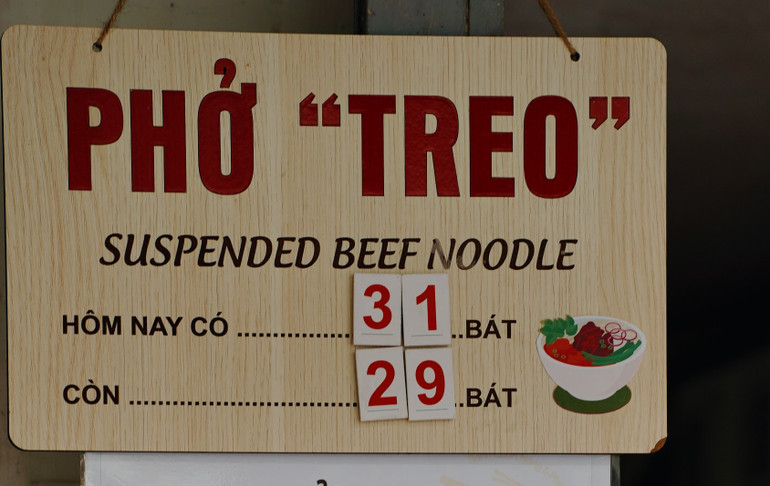 PHỞ “TREO”
SUSPENDED BEEF NOODLE
HÔM NAY CÓ .................. 31 ..BÁT
CÒN .................................... 29 ..BÁT